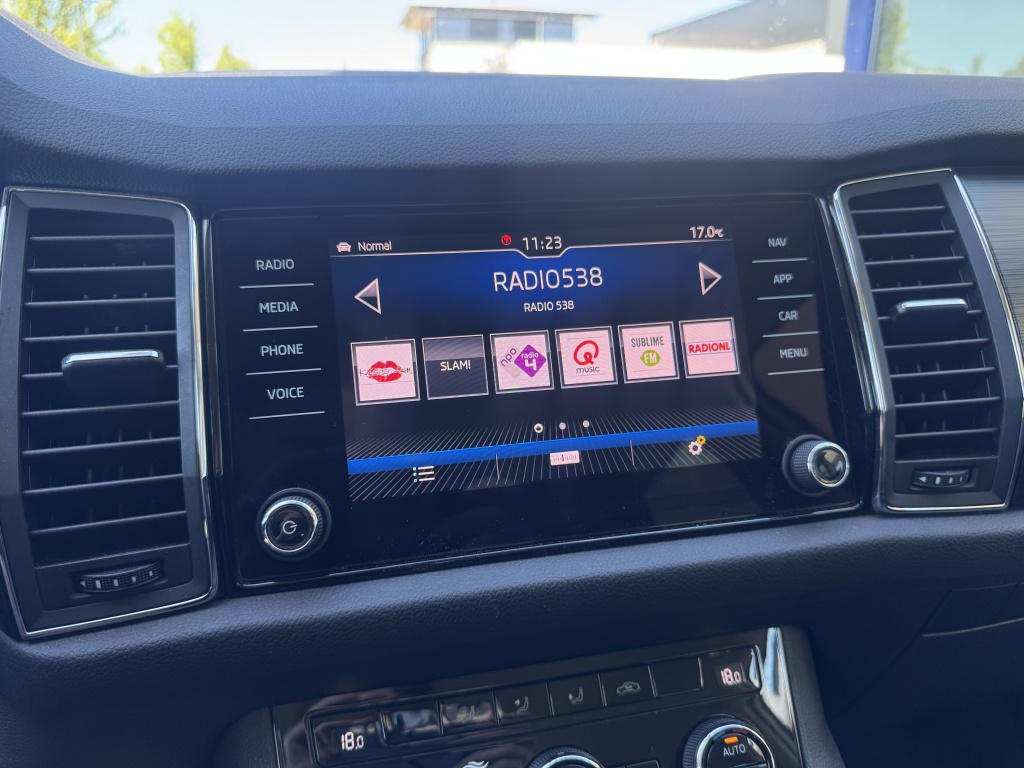 Normal
11:23
17.0°C
RADIO
MEDIA
PHONE
VOICE
RADIO538
RADIO 538
SLAM!
npo radio 4
Q music
SUBLIME FM
RADIONL
NAV
APP
CAR
MENU
18.0
18.0
AUTO